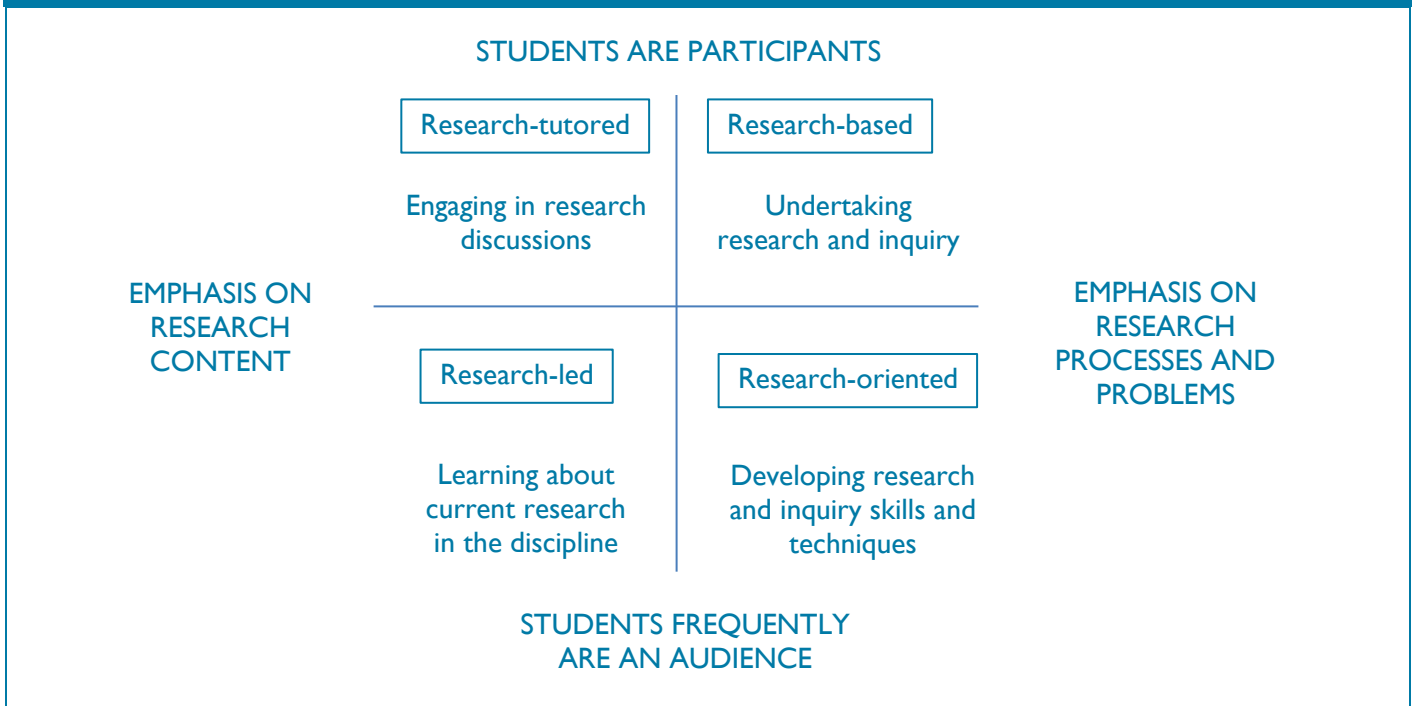 STUDENTS ARE PARTICIPANTS
Research-tutored
Research-based
Engaging in research
discussions
Undertaking
research and inquiry
EMPHASIS ON
RESEARCH
CONTENT
EMPHASIS ON
RESEARCH
PROCESSES AND
PROBLEMS
Research-led
Research-oriented
Learning about
current research
in the discipline
Developing research
and inquiry skills and
techniques
STUDENTS FREQUENTLY
ARE AN AUDIENCE